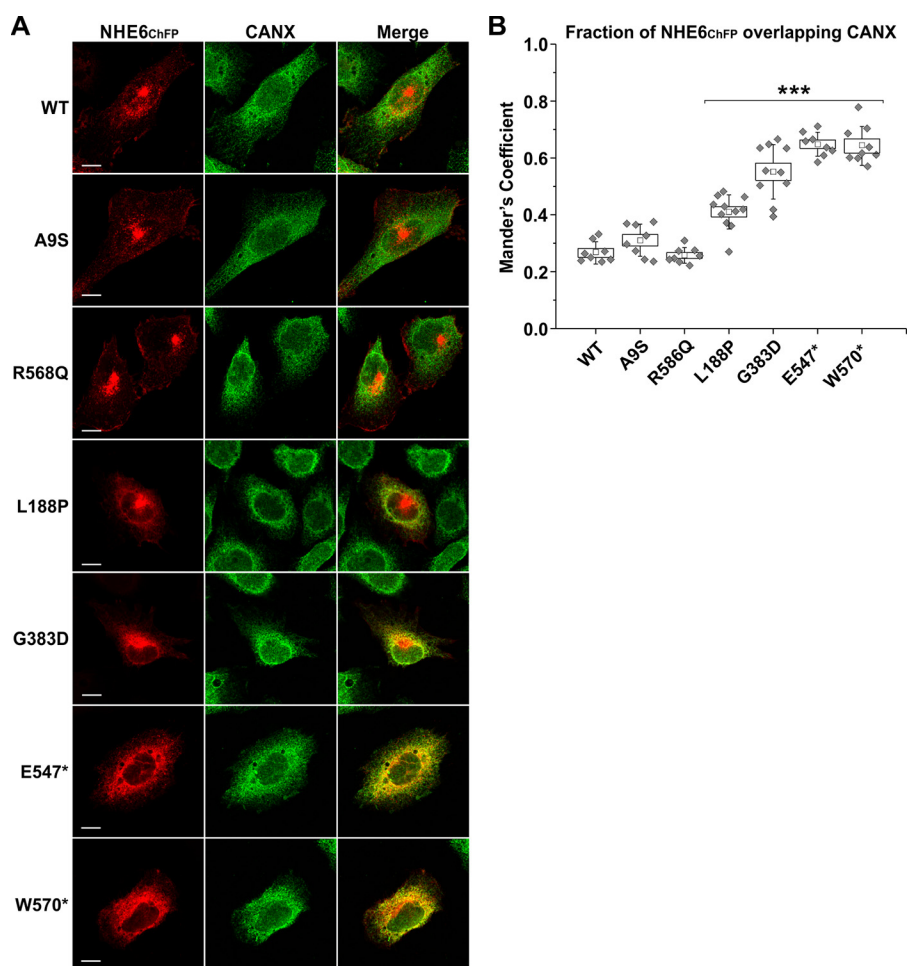 A
NHE6ChFP CANX Merge
WT
A9S
R568Q
L188P
G383D
E547*
W570*
B
Fraction of NHE6ChFP overlapping CANX
***
Mander's Coefficient
1.0
0.8
0.6
0.4
0.2
0.0
WT A9S R586Q L188P G383D E547* W570*